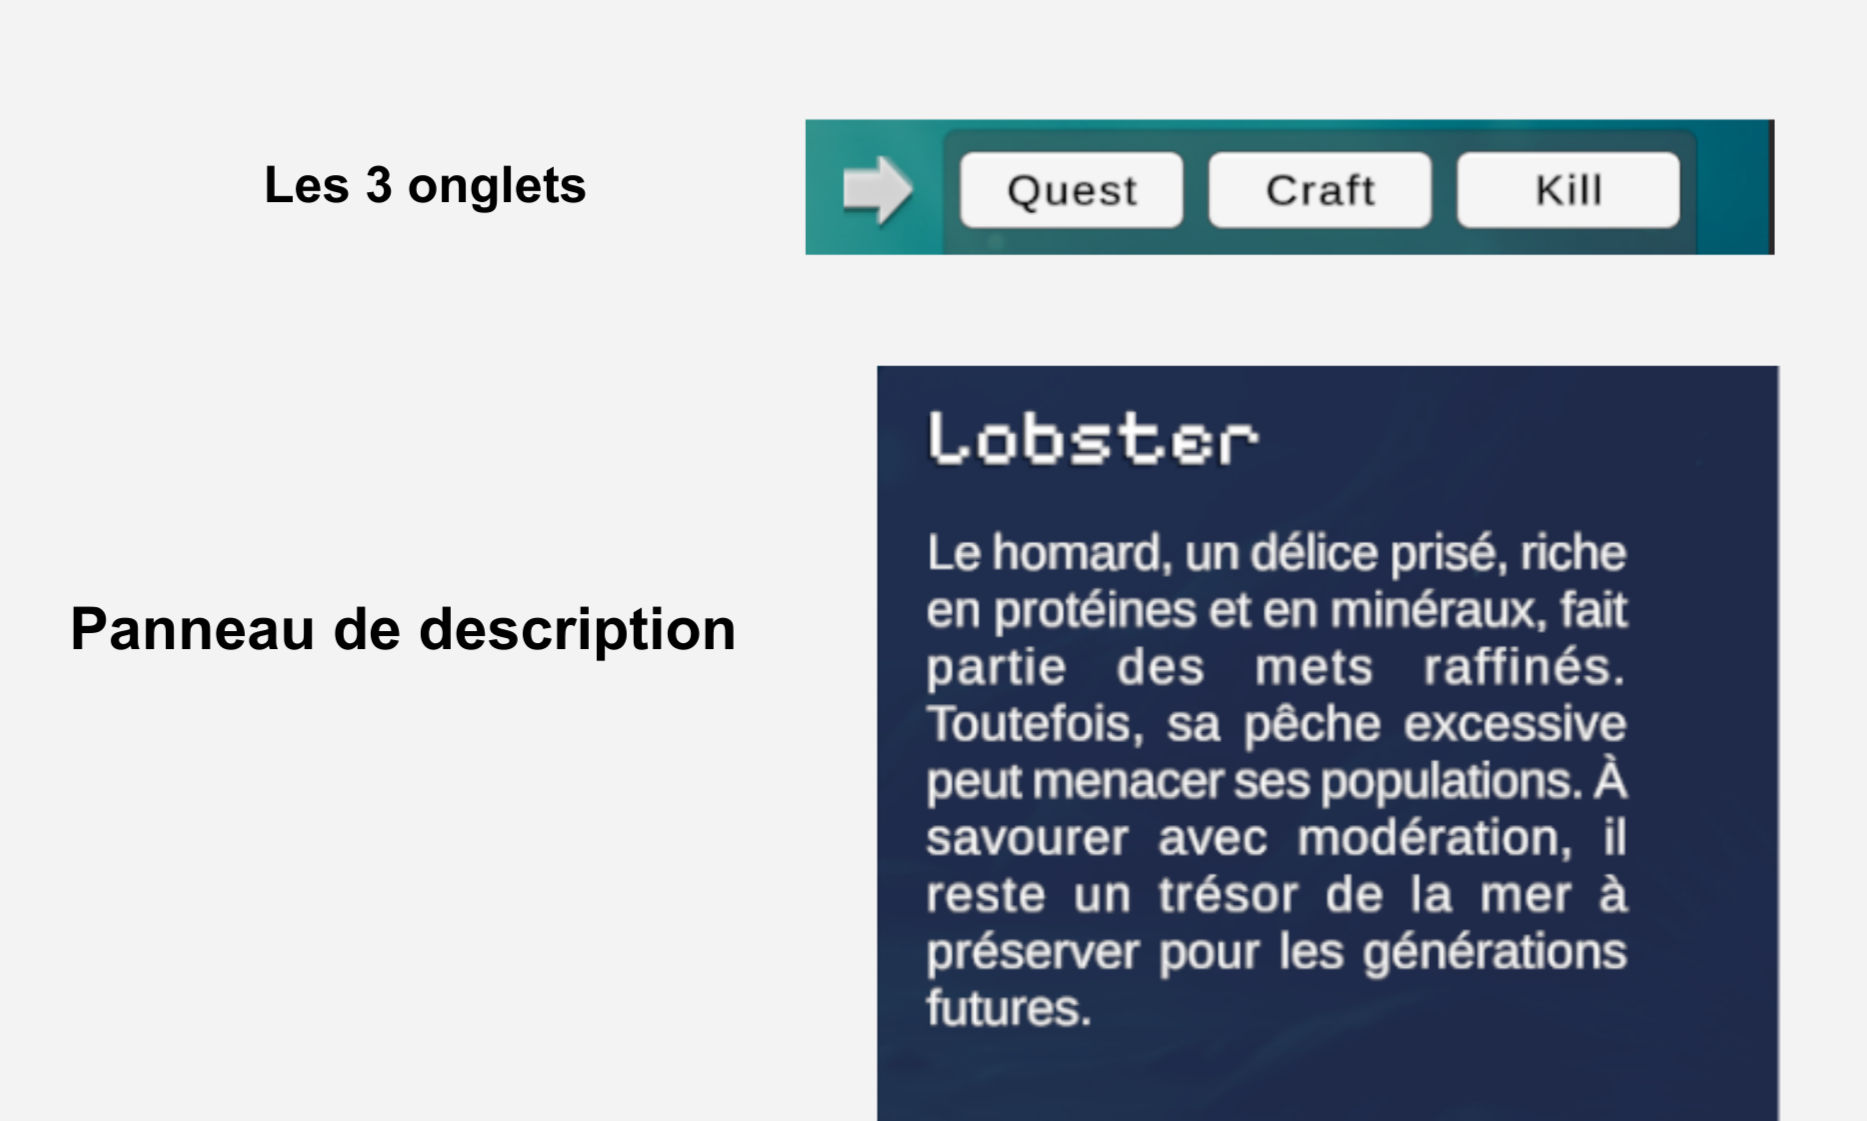 Les 3 onglets
Quest Craft Kill
Lobster
Le homard, un délice prisé, riche
en protéines et en minéraux, fait
partie des mets raffinés.
Toutefois, sa pêche excessive
peut menacer ses populations. À
savourer avec modération, il
reste un trésor de la mer à
préserver pour les générations
futures.
Panneau de description